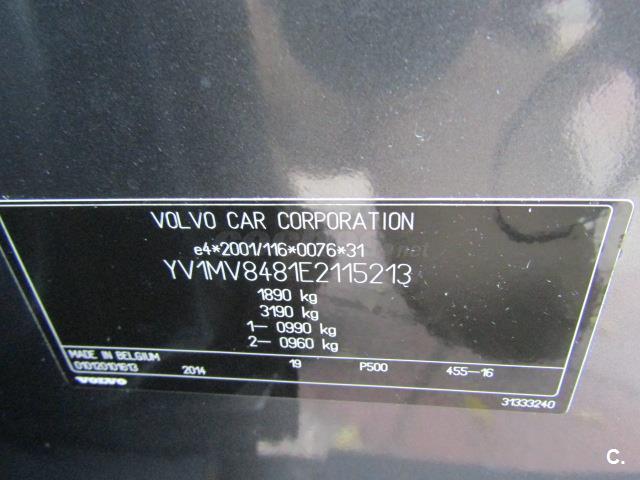 VOLVO CAR CORPORATION
e4*2001/116*0076*31
YV1MV8481E2115213
1890 kg
3190 kg
1- 0990 kg
2- 0960 kg
MADE IN BELGIUM
010120101613 2014 19 P500 455-16
VOLVO
31333240
C.